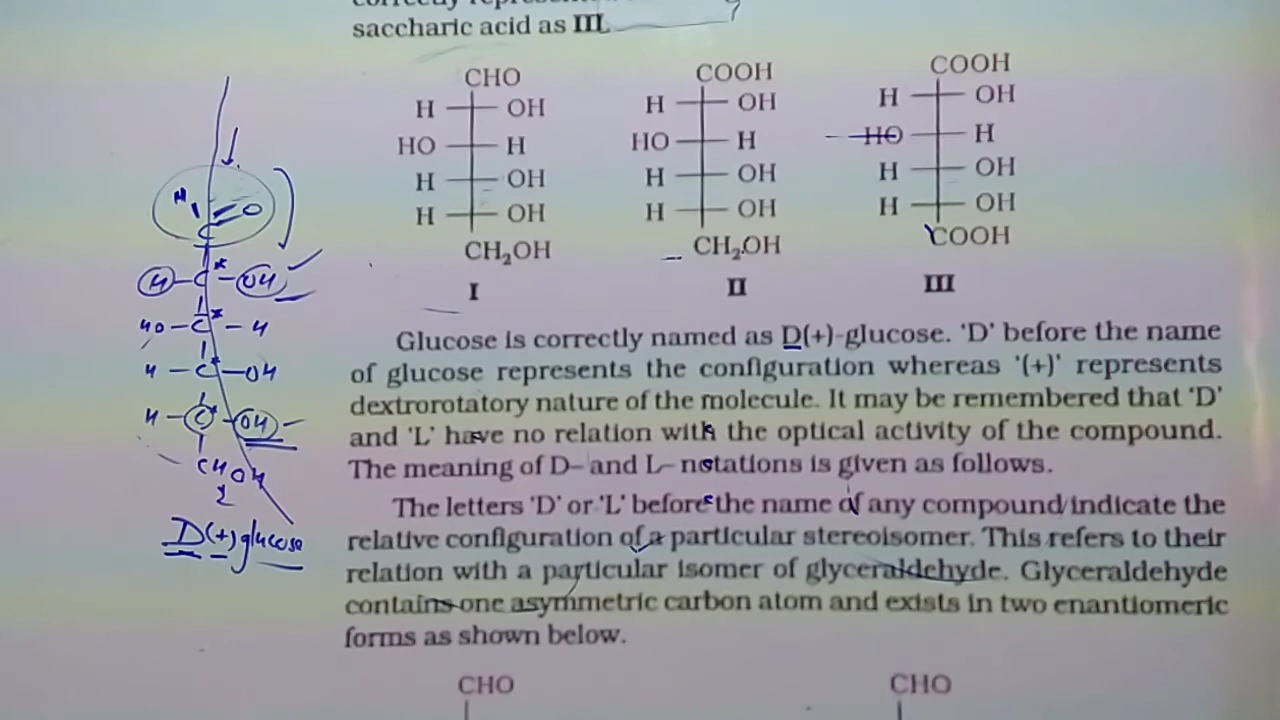 saccharic acid as III.
CHO
H OH
HO H
H OH
H OH
CH₂OH
I
COOH
H OH
HO H
H OH
H OH
CH₂OH
II
COOH
H OH
HO H
H OH
H OH
COOH
III
H
O
C
H-C*-OH
HO-C*-H
H-C*-OH
H-C*-OH
CH₂OH
D(+)glucose
Glucose is correctly named as D(+)-glucose. 'D' before the name
of glucose represents the configuration whereas '(+)' represents
dextrorotatory nature of the molecule. It may be remembered that 'D'
and 'L' have no relation with the optical activity of the compound.
The meaning of D– and L– notations is given as follows.
The letters 'D' or 'L' before the name of any compound indicate the
relative configuration of a particular stereoisomer. This refers to their
relation with a particular isomer of glyceraldehyde. Glyceraldehyde
contains one asymmetric carbon atom and exists in two enantiomeric
forms as shown below.
CHO
CHO